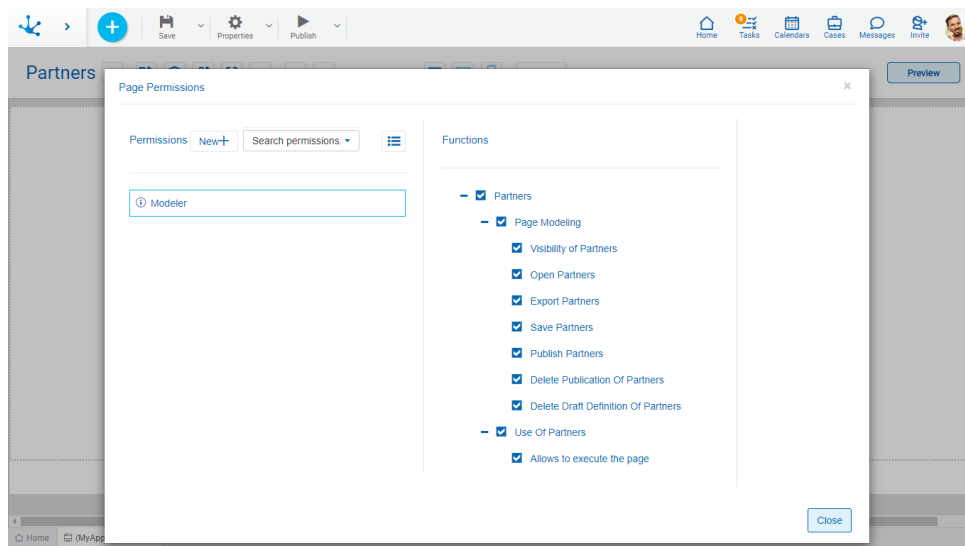 Save
Properties
Publish
Home
9
Tasks
Calendars
Cases
Messages
Invite
Partners
Preview
Page Permissions
×
Permissions
New+
Search permissions
Functions
Modeler
Partners
Page Modeling
Visibility of Partners
Open Partners
Export Partners
Save Partners
Publish Partners
Delete Publication Of Partners
Delete Draft Definition Of Partners
Use Of Partners
Allows to execute the page
Close
Home
(MyApp